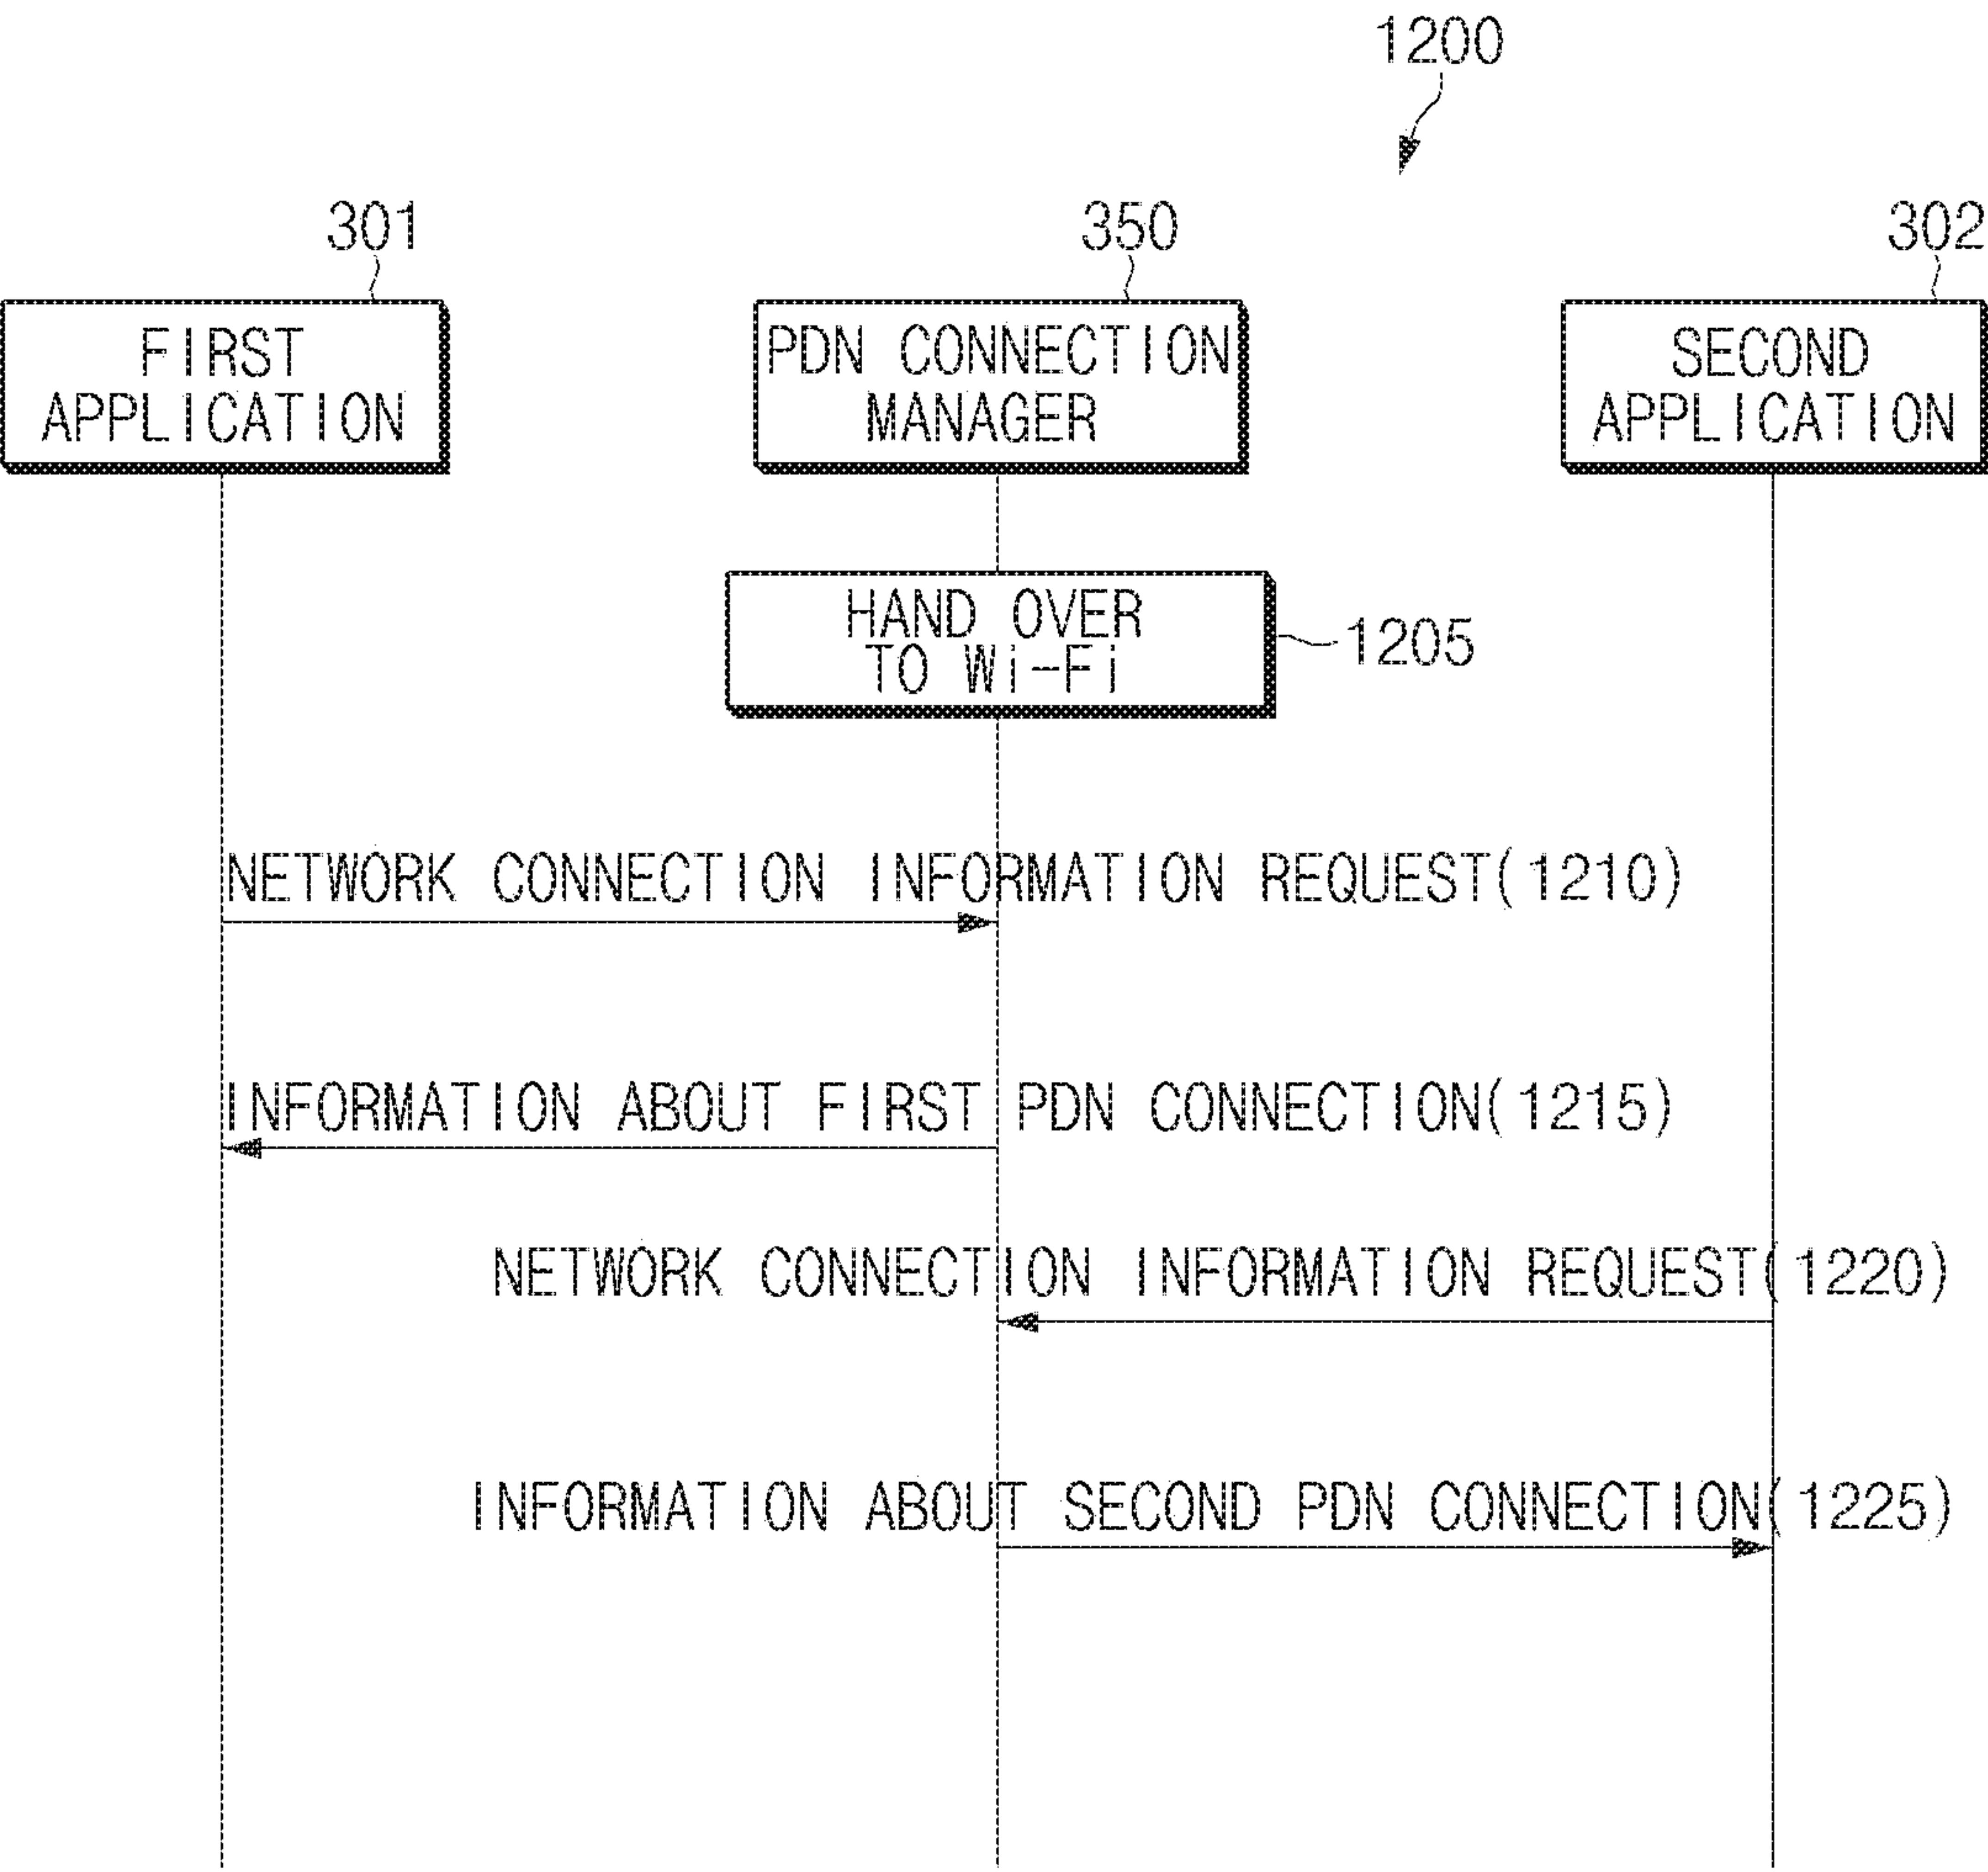 1200
301
350
302
FIRST
APPLICATION
PDN CONNECTION
MANAGER
SECOND
APPLICATION
HAND OVER
TO Wi-Fi
1205
NETWORK CONNECTION INFORMATION REQUEST(1210)
INFORMATION ABOUT FIRST PDN CONNECTION(1215)
NETWORK CONNECTION INFORMATION REQUEST(1220)
INFORMATION ABOUT SECOND PDN CONNECTION(1225)